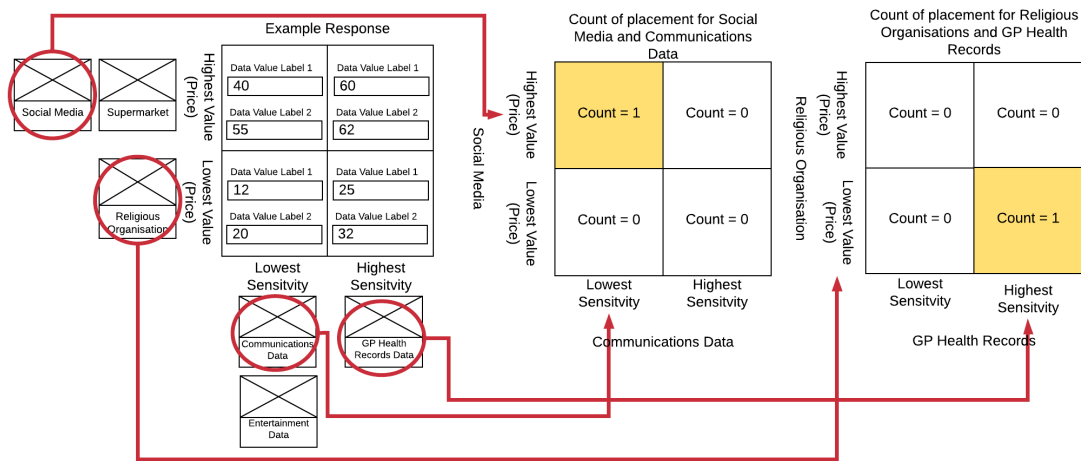 Example Response
Social Media
Supermarket
Religious
Organisation
Highest Value
(Price)
Lowest Value
(Price)
Data Value Label 1
40
Data Value Label 2
55
Data Value Label 1
60
Data Value Label 2
62
Data Value Label 1
12
Data Value Label 2
20
Data Value Label 1
25
Data Value Label 2
32
Lowest
Sensitvity
Highest
Sensitvity
Communications
Data
GP Health
Records Data
Entertainment
Data
Count of placement for Social
Media and Communications
Data
Social Media
Highest Value
(Price)
Lowest Value
(Price)
Count = 1
Count = 0
Count = 0
Count = 0
Lowest
Sensitvity
Highest
Sensitvity
Communications Data
Count of placement for Religious
Organisations and GP Health
Records
Religious Organisation
Highest Value
(Price)
Lowest Value
(Price)
Count = 0
Count = 0
Count = 0
Count = 1
Lowest
Sensitvity
Highest
Sensitvity
GP Health Records